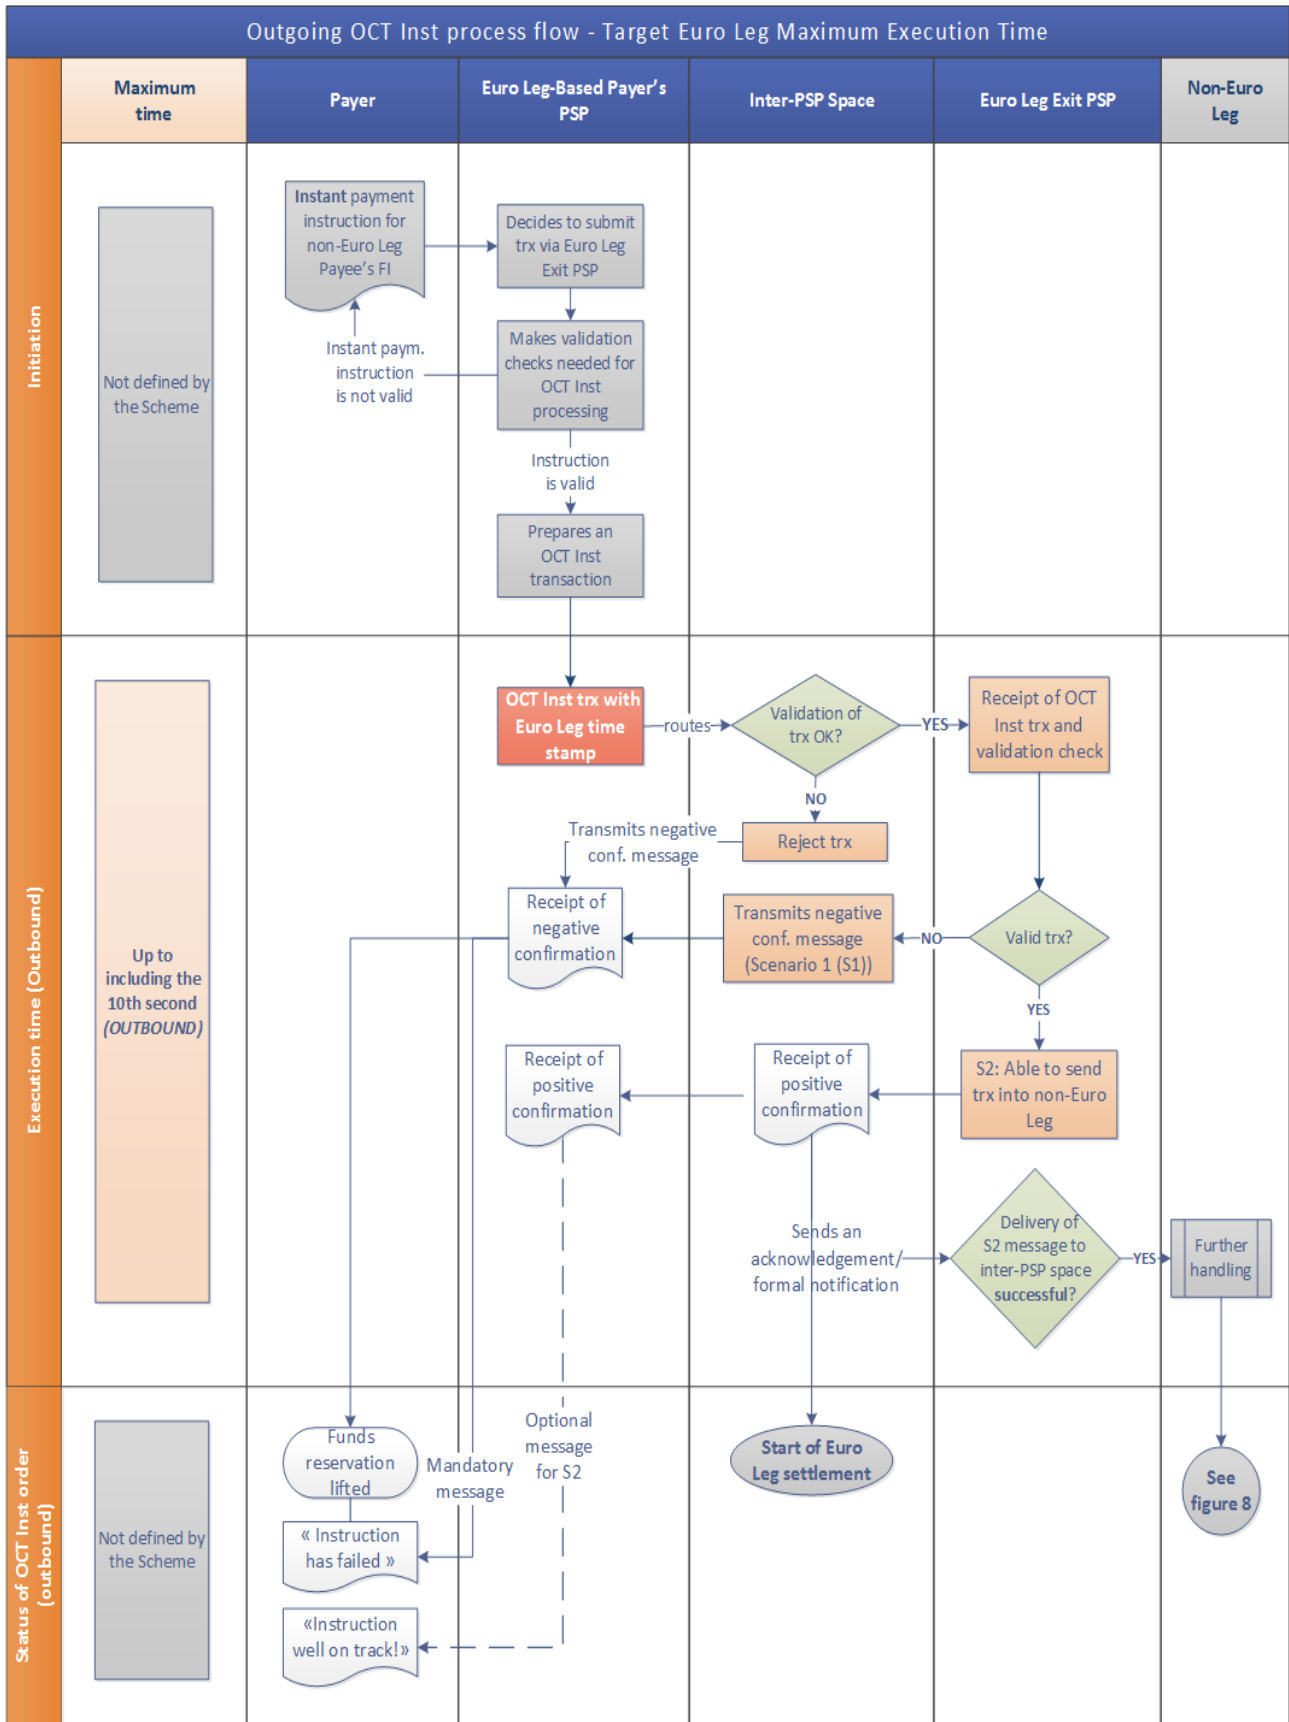 Outgoing OCT Inst process flow - Target Euro Leg Maximum Execution Time
Maximum
time
Payer
Euro Leg-Based Payer's
PSP
Inter-PSP Space
Euro Leg Exit PSP
Non-Euro
Leg
Initiation
Not defined by
the Scheme
Instant payment
instruction for
non-Euro Leg
Payee's FI
Decides to submit
trx via Euro Leg
Exit PSP
Instant paym.
instruction
is not valid
Makes validation
checks needed for
OCT Inst
processing
Instruction
is valid
Prepares an
OCT Inst
transaction
Execution time (Outbound)
Up to
including the
10th second
(OUTBOUND)
OCT Inst trx with
Euro Leg time
stamp
routes
Validation of
trx OK?
YES
Receipt of OCT
Inst trx and
validation check
NO
Reject trx
Transmits negative
conf. message
Receipt of
negative
confirmation
Transmits negative
conf. message
(Scenario 1 (S1))
NO
Valid trx?
YES
Receipt of
positive
confirmation
Receipt of
positive
confirmation
S2: Able to send
trx into non-Euro
Leg
Sends an
acknowledgement/
formal notification
Delivery of
S2 message to
inter-PSP space
successful?
YES
Further
handling
Status of OCT Inst order
(outbound)
Not defined by
the Scheme
Funds
reservation
lifted
Mandatory
message
Optional
message
for S2
Start of Euro
Leg settlement
See
figure 8
« Instruction
has failed »
«Instruction
well on track!»